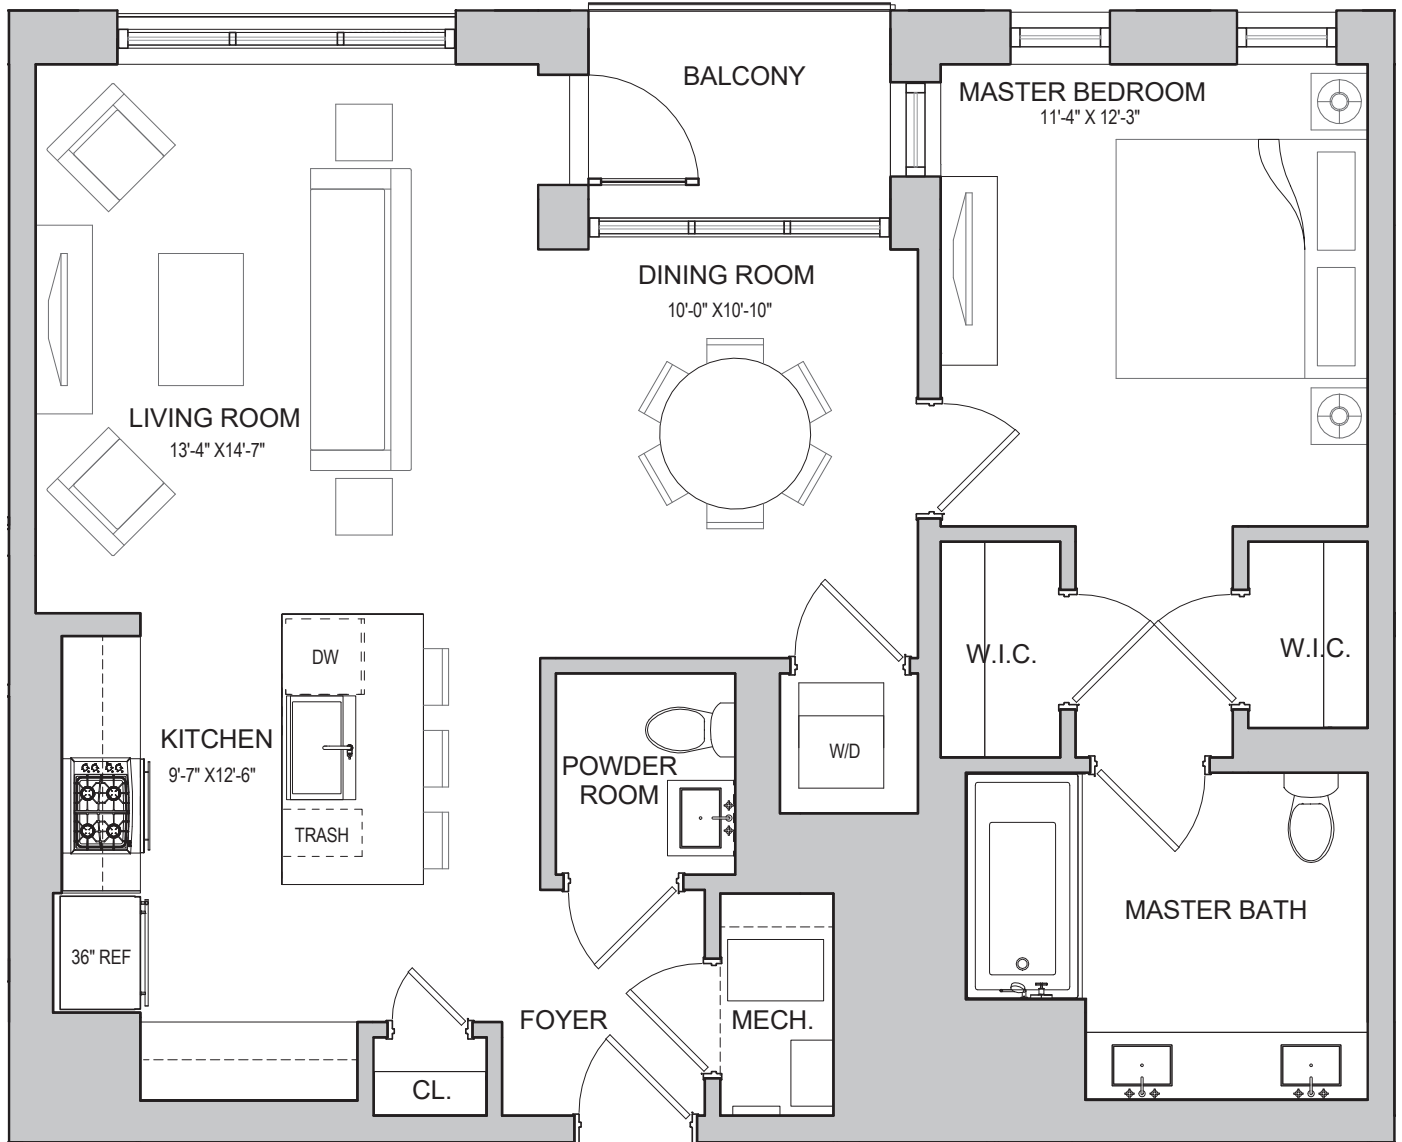 BALCONY
MASTER BEDROOM
11'-4" X 12'-3"
DINING ROOM
10'-0" X10'-10"
LIVING ROOM
13'-4" X14'-7"
DW
W.I.C.
W.I.C.
KITCHEN
9'-7" X12'-6"
W/D
POWDER
ROOM
TRASH
MASTER BATH
36" REF
FOYER
MECH.
CL.